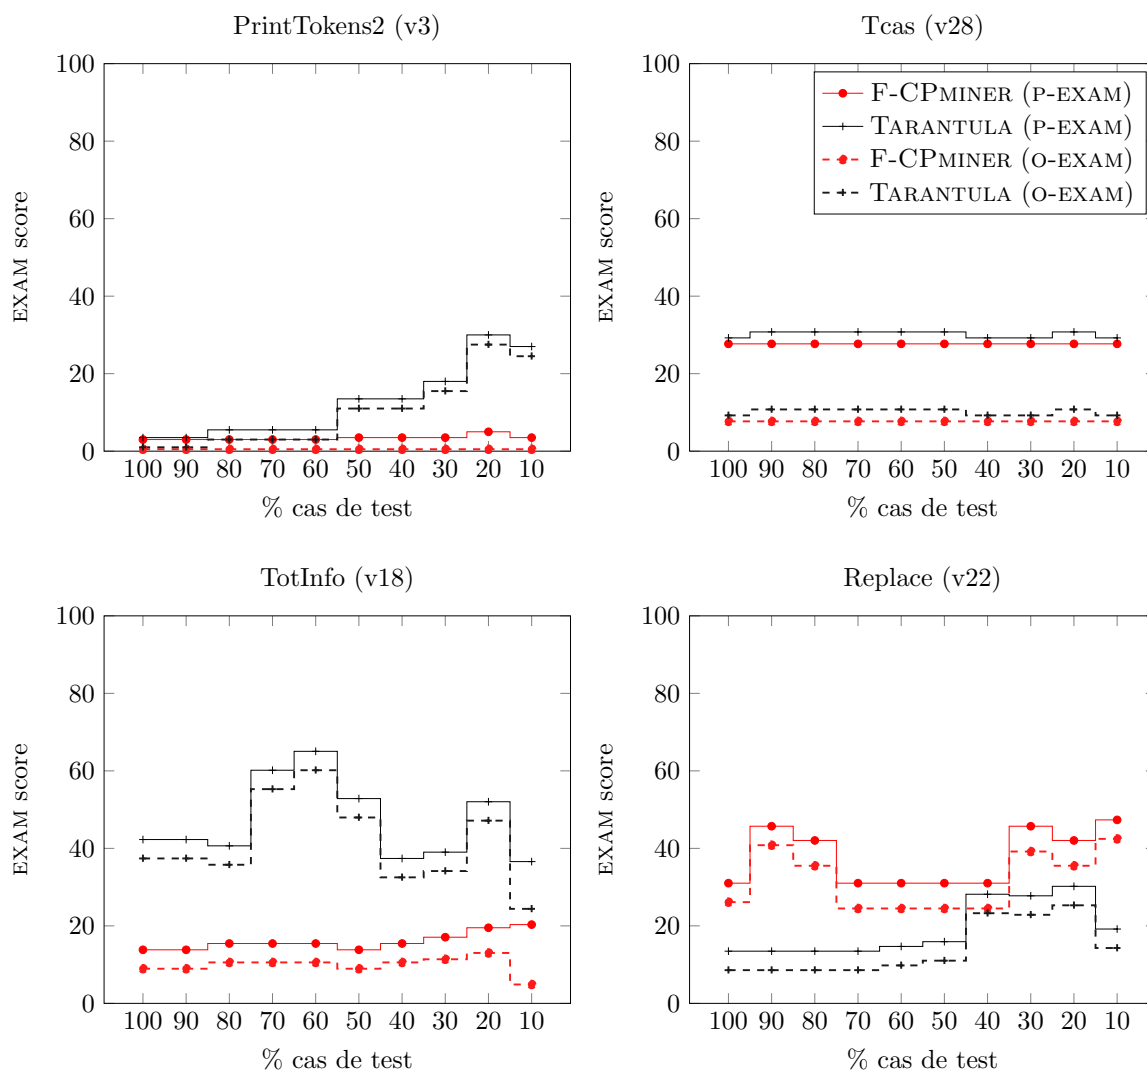 PrintTokens2 (v3)
100
80
60
40
20
0
EXAM score
100 90 80 70 60 50 40 30 20 10
% cas de test
Tcas (v28)
100
80
60
40
20
0
EXAM score
F-CPMINER (P-EXAM)
TARANTULA (P-EXAM)
F-CPMINER (O-EXAM)
TARANTULA (O-EXAM)
100 90 80 70 60 50 40 30 20 10
% cas de test
TotInfo (v18)
100
80
60
40
20
0
EXAM score
100 90 80 70 60 50 40 30 20 10
% cas de test
Replace (v22)
100
80
60
40
20
0
EXAM score
100 90 80 70 60 50 40 30 20 10
% cas de test